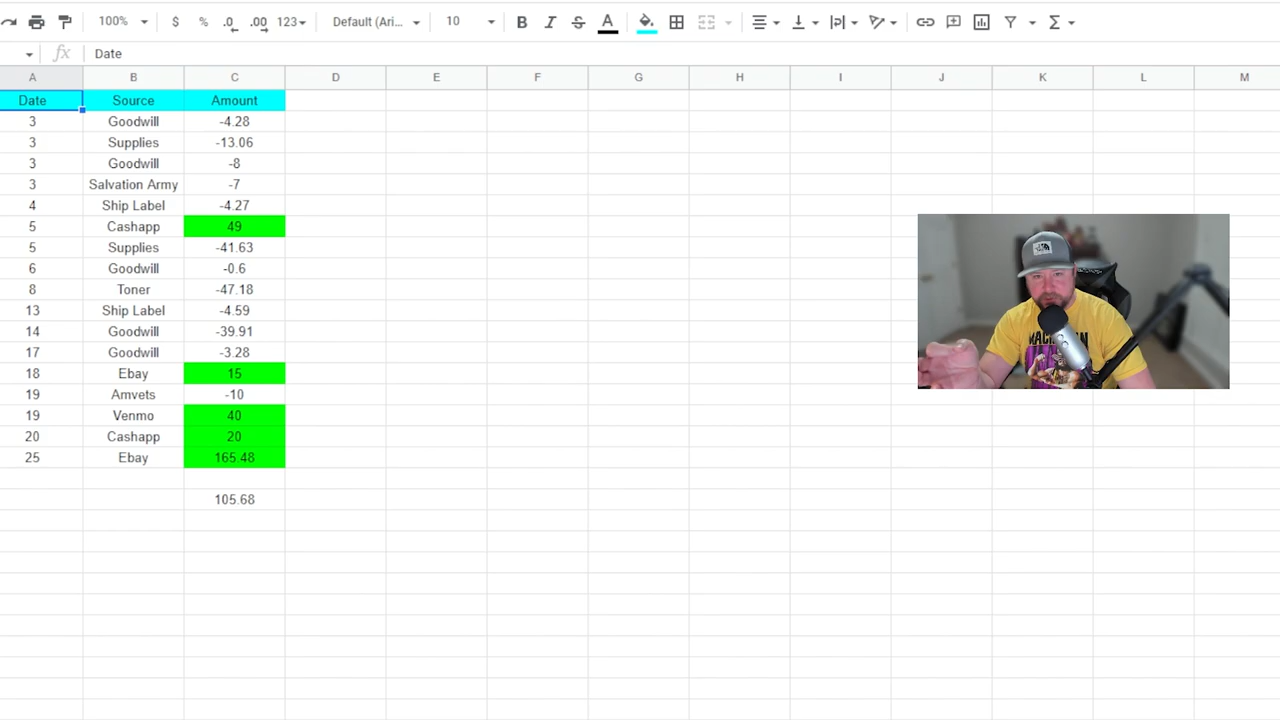 100% $ % .0 .00 123 Default (Ari... 10 B I S A
fx Date
A B C D E F G H I J K L M
Date Source Amount
3 Goodwill -4.28
3 Supplies -13.06
3 Goodwill -8
3 Salvation Army -7
4 Ship Label -4.27
5 Cashapp 49
5 Supplies -41.63
6 Goodwill -0.6
8 Toner -47.18
13 Ship Label -4.59
14 Goodwill -39.91
17 Goodwill -3.28
18 Ebay 15
19 Amvets -10
19 Venmo 40
20 Cashapp 20
25 Ebay 165.48
105.68